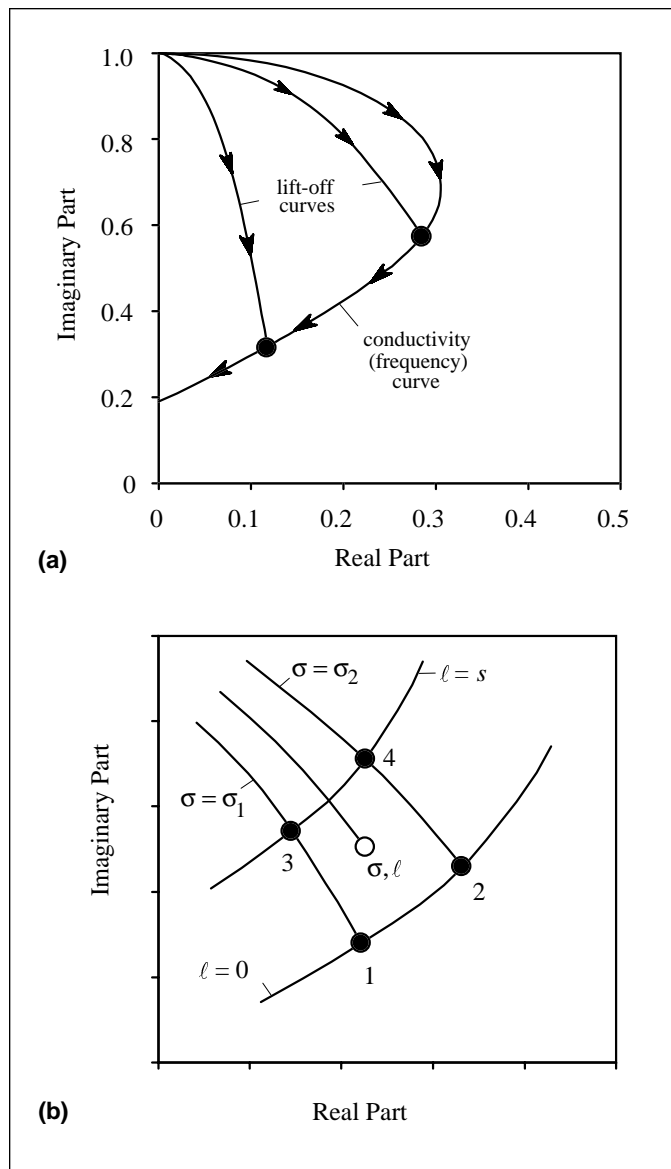 1.0
0.8
0.6
0.4
0.2
0
Imaginary Part
lift-off
curves
conductivity
(frequency)
curve
0 0.1 0.2 0.3 0.4 0.5
(a)
Real Part
σ = σ₂
ℓ = s
σ = σ₁
4
3
σ, ℓ
2
1
ℓ = 0
Imaginary Part
(b)
Real Part